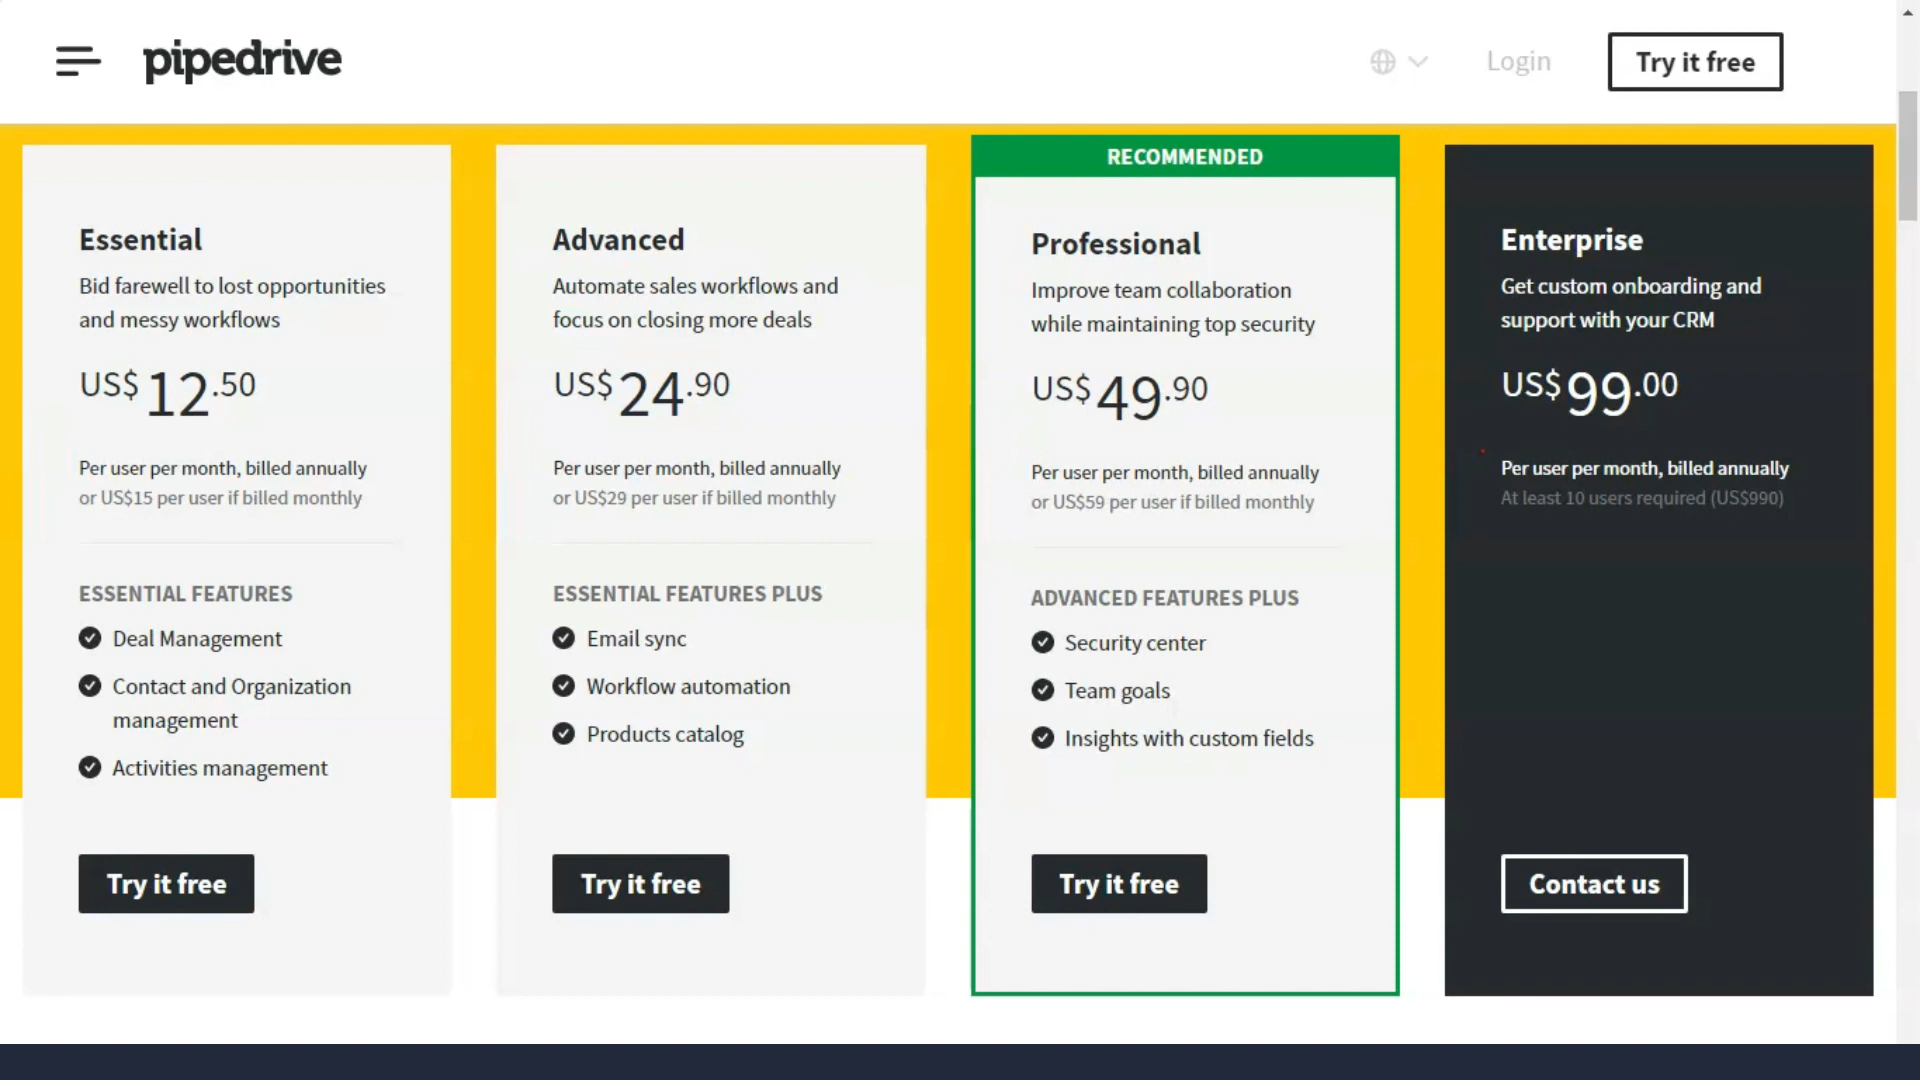 pipedrive
Login
Try it free
Essential
Bid farewell to lost opportunities
and messy workflows
US$ 12.50
Per user per month, billed annually
or US$15 per user if billed monthly
ESSENTIAL FEATURES
Deal Management
Contact and Organization
management
Activities management
Try it free
Advanced
Automate sales workflows and
focus on closing more deals
US$ 24.90
Per user per month, billed annually
or US$29 per user if billed monthly
ESSENTIAL FEATURES PLUS
Email sync
Workflow automation
Products catalog
Try it free
RECOMMENDED
Professional
Improve team collaboration
while maintaining top security
US$ 49.90
Per user per month, billed annually
or US$59 per user if billed monthly
ADVANCED FEATURES PLUS
Security center
Team goals
Insights with custom fields
Try it free
Enterprise
Get custom onboarding and
support with your CRM
US$ 99.00
Per user per month, billed annually
At least 10 users required (US$990)
Contact us